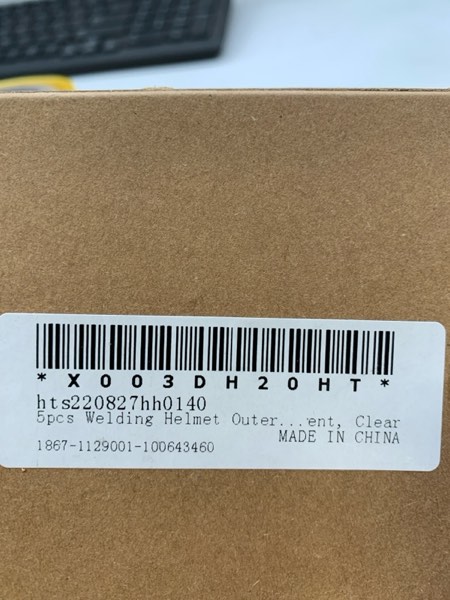 *X003DH20HT*
hts220827hh0140
5pcs Welding Helmet Outer...ent, Clear
MADE IN CHINA
1867-1129001-100643460